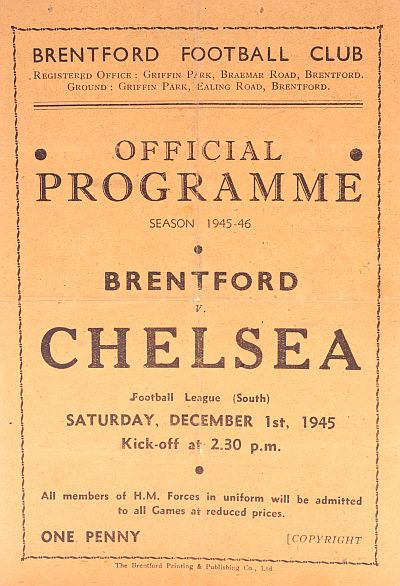 BRENTFORD FOOTBALL CLUB
REGISTERED OFFICE : GRIFFIN PARK, BRAEMAR ROAD, BRENTFORD.
GROUND : GRIFFIN PARK, EALING ROAD, BRENTFORD.
OFFICIAL
PROGRAMME
SEASON 1945-46
BRENTFORD
v.
CHELSEA
Football League (South)
SATURDAY, DECEMBER 1st, 1945
Kick-off at 2.30 p.m.
All members of H.M. Forces in uniform will be admitted
to all Games at reduced prices.
ONE PENNY [COPYRIGHT
The Brentford Printing & Publishing Co., Ltd.